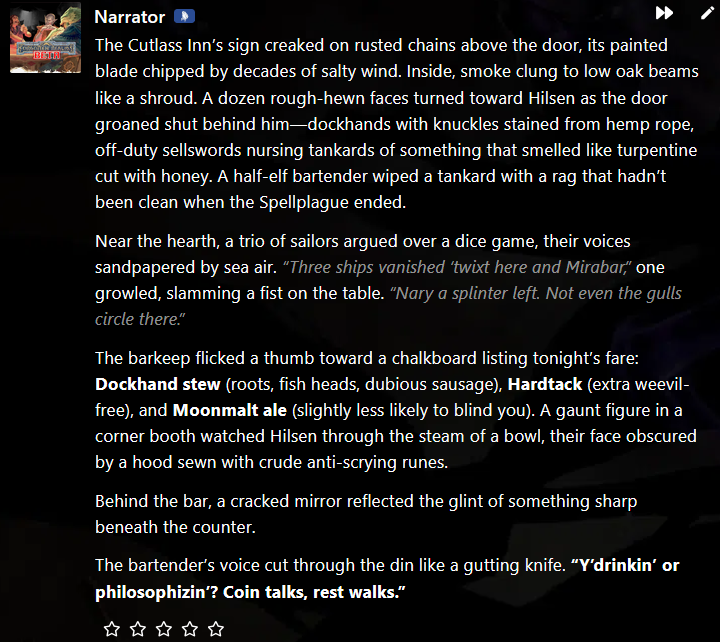 Narrator
The Cutlass Inn’s sign creaked on rusted chains above the door, its painted
blade chipped by decades of salty wind. Inside, smoke clung to low oak beams
like a shroud. A dozen rough-hewn faces turned toward Hilsen as the door
groaned shut behind him—dockhands with knuckles stained from hemp rope,
off-duty sellswords nursing tankards of something that smelled like turpentine
cut with honey. A half-elf bartender wiped a tankard with a rag that hadn’t
been clean when the Spellplague ended.
Near the hearth, a trio of sailors argued over a dice game, their voices
sandpapered by sea air. “Three ships vanished ‘twixt here and Mirabar,” one
growled, slamming a fist on the table. “Nary a splinter left. Not even the gulls
circle there.”
The barkeep flicked a thumb toward a chalkboard listing tonight’s fare:
Dockhand stew (roots, fish heads, dubious sausage), Hardtack (extra weevil-
free), and Moonmalt ale (slightly less likely to blind you). A gaunt figure in a
corner booth watched Hilsen through the steam of a bowl, their face obscured
by a hood sewn with crude anti-scrying runes.
Behind the bar, a cracked mirror reflected the glint of something sharp
beneath the counter.
The bartender’s voice cut through the din like a gutting knife. “Y’drinkin’ or
philosophizin’? Coin talks, rest walks.”
BETA